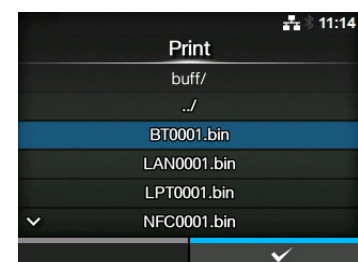 11:14
Print
buff/
../
BT0001.bin
LAN0001.bin
LPT0001.bin
NFC0001.bin